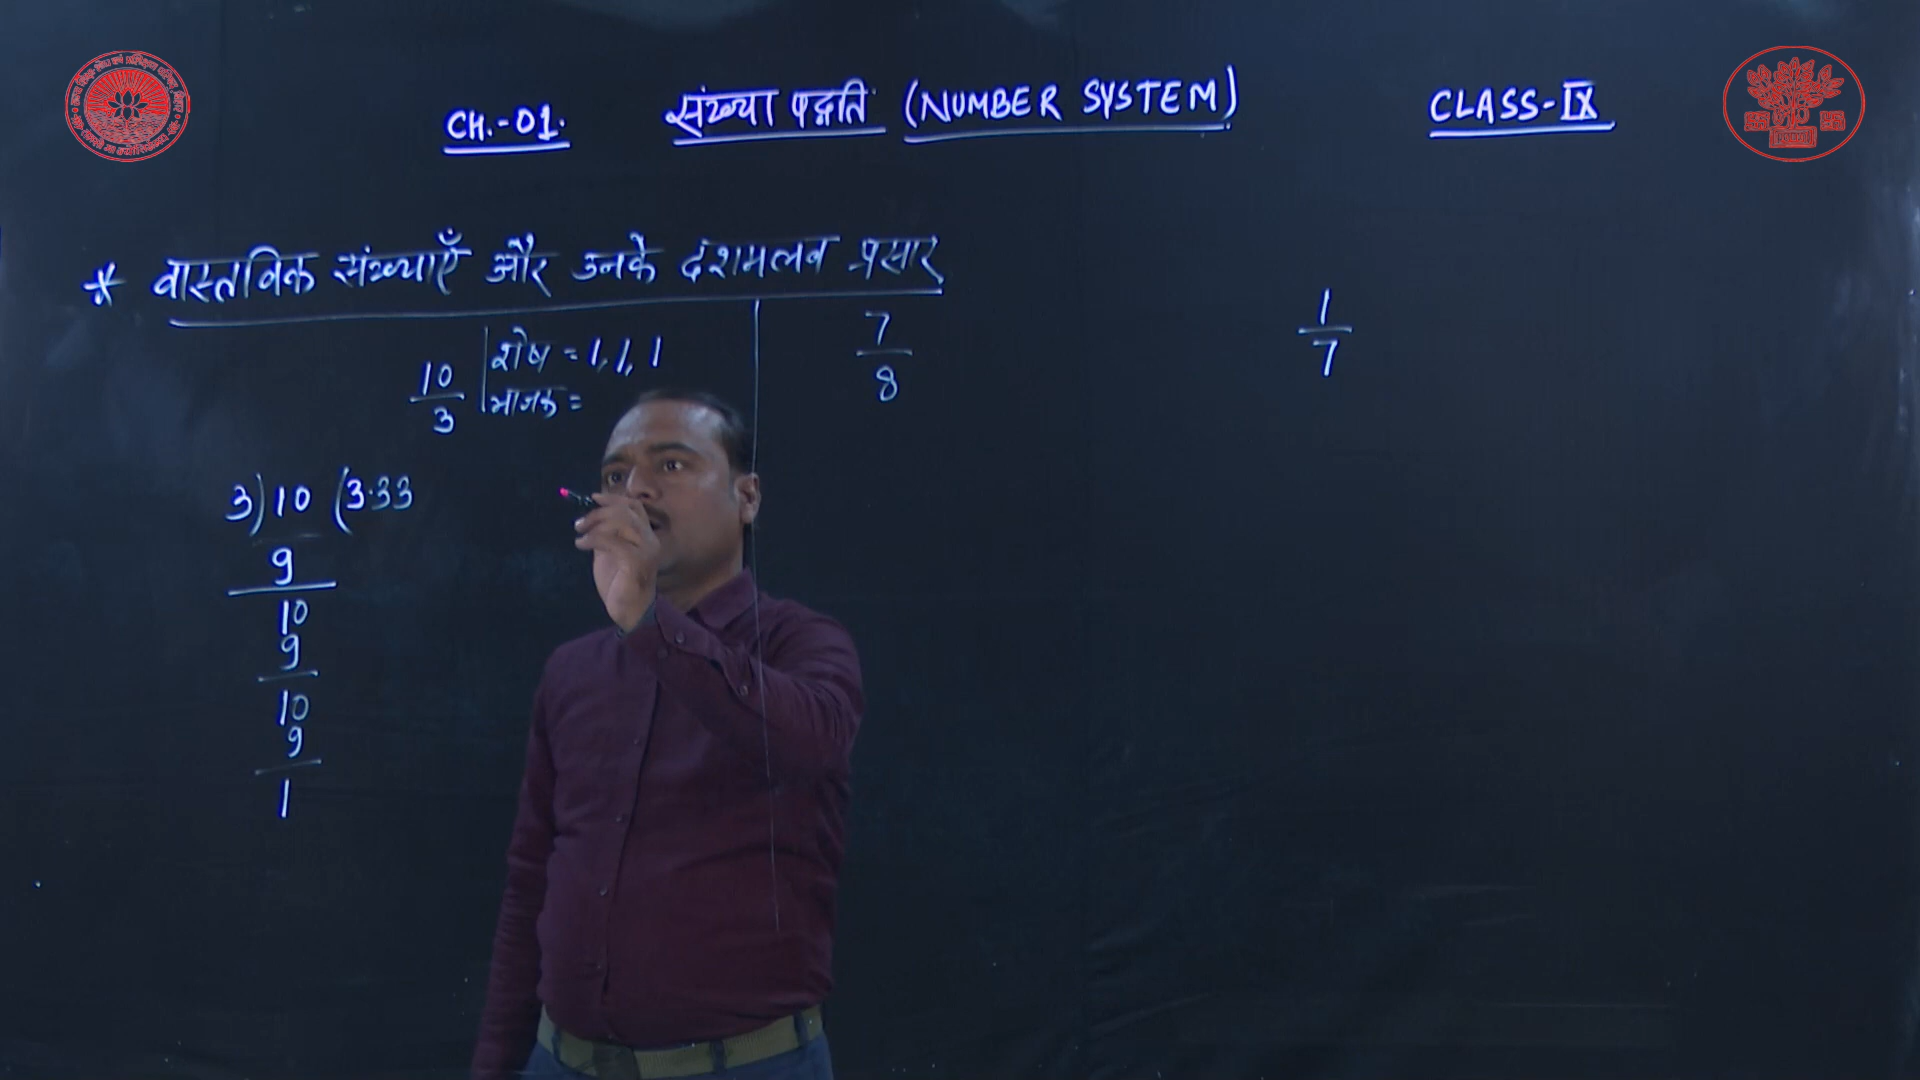 CH.-01. संख्या पद्धति (NUMBER SYSTEM) CLASS-IX
* वास्तविक संख्याएँ और उनके दशमलव प्रसार
10/3 शेष = 1, 1, 1
भाजक =
3)10(3.33
9
10
9
10
9
1
7/8
1/7